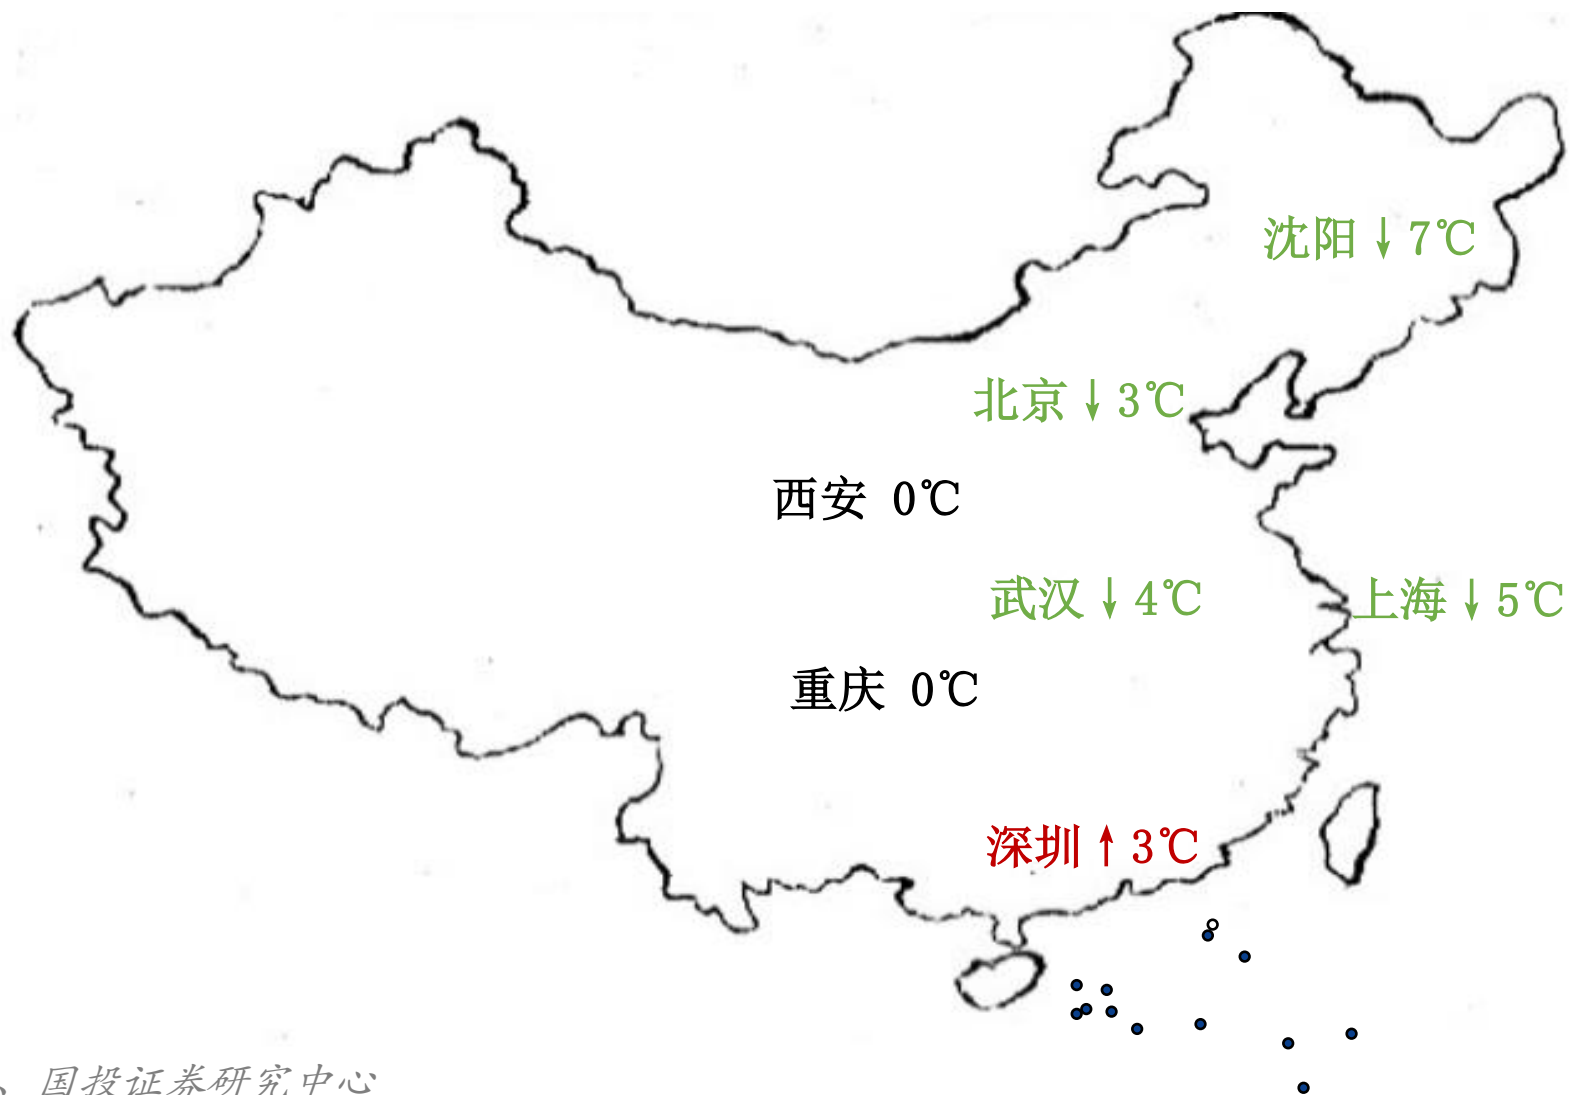 沈阳↓7℃
北京↓3℃
西安 0℃
武汉↓4℃
上海↓5℃
重庆 0℃
深圳↑3℃
、国投证券研究中心